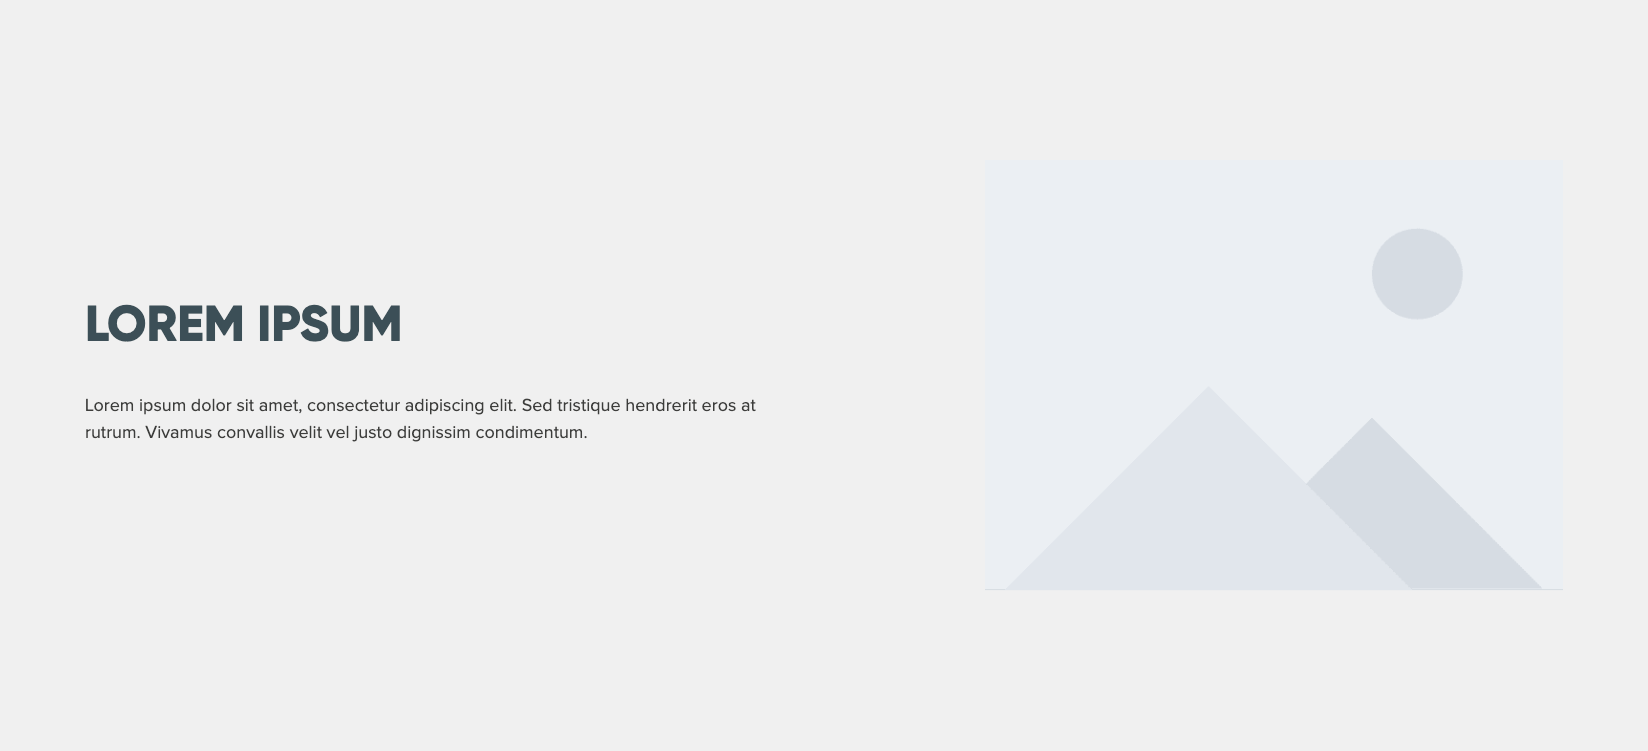 LOREM IPSUM
Lorem ipsum dolor sit amet, consectetur adipiscing elit. Sed tristique hendrerit eros at
rutrum. Vivamus convallis velit vel justo dignissim condimentum.